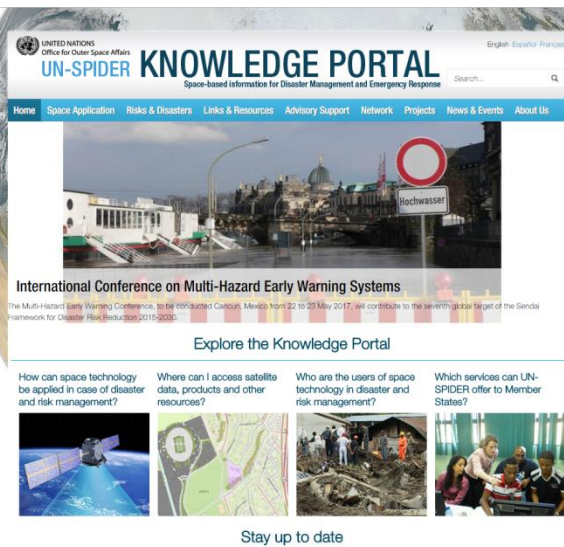 UNITED NATIONS
Office for Outer Space Affairs
UN-SPIDER KNOWLEDGE PORTAL
Space-based information for Disaster Management and Emergency Response
English Español Français
Search...
Home Space Application Risks & Disasters Links & Resources Advisory Support Network Projects News & Events About Us
Hochwasser
International Conference on Multi-Hazard Early Warning Systems
The Multi-Hazard Early Warning Conference, to be conducted Cancun, Mexico from 22 to 23 May 2017, will contribute to the seventh global target of the Sendai
Framework for Disaster Risk Reduction 2015-2030.
Explore the Knowledge Portal
How can space technology
be applied in case of disaster
and risk management?
Where can I access satellite
data, products and other
resources?
Who are the users of space
technology in disaster and
risk management?
Which services can UN-
SPIDER offer to Member
States?
Stay up to date